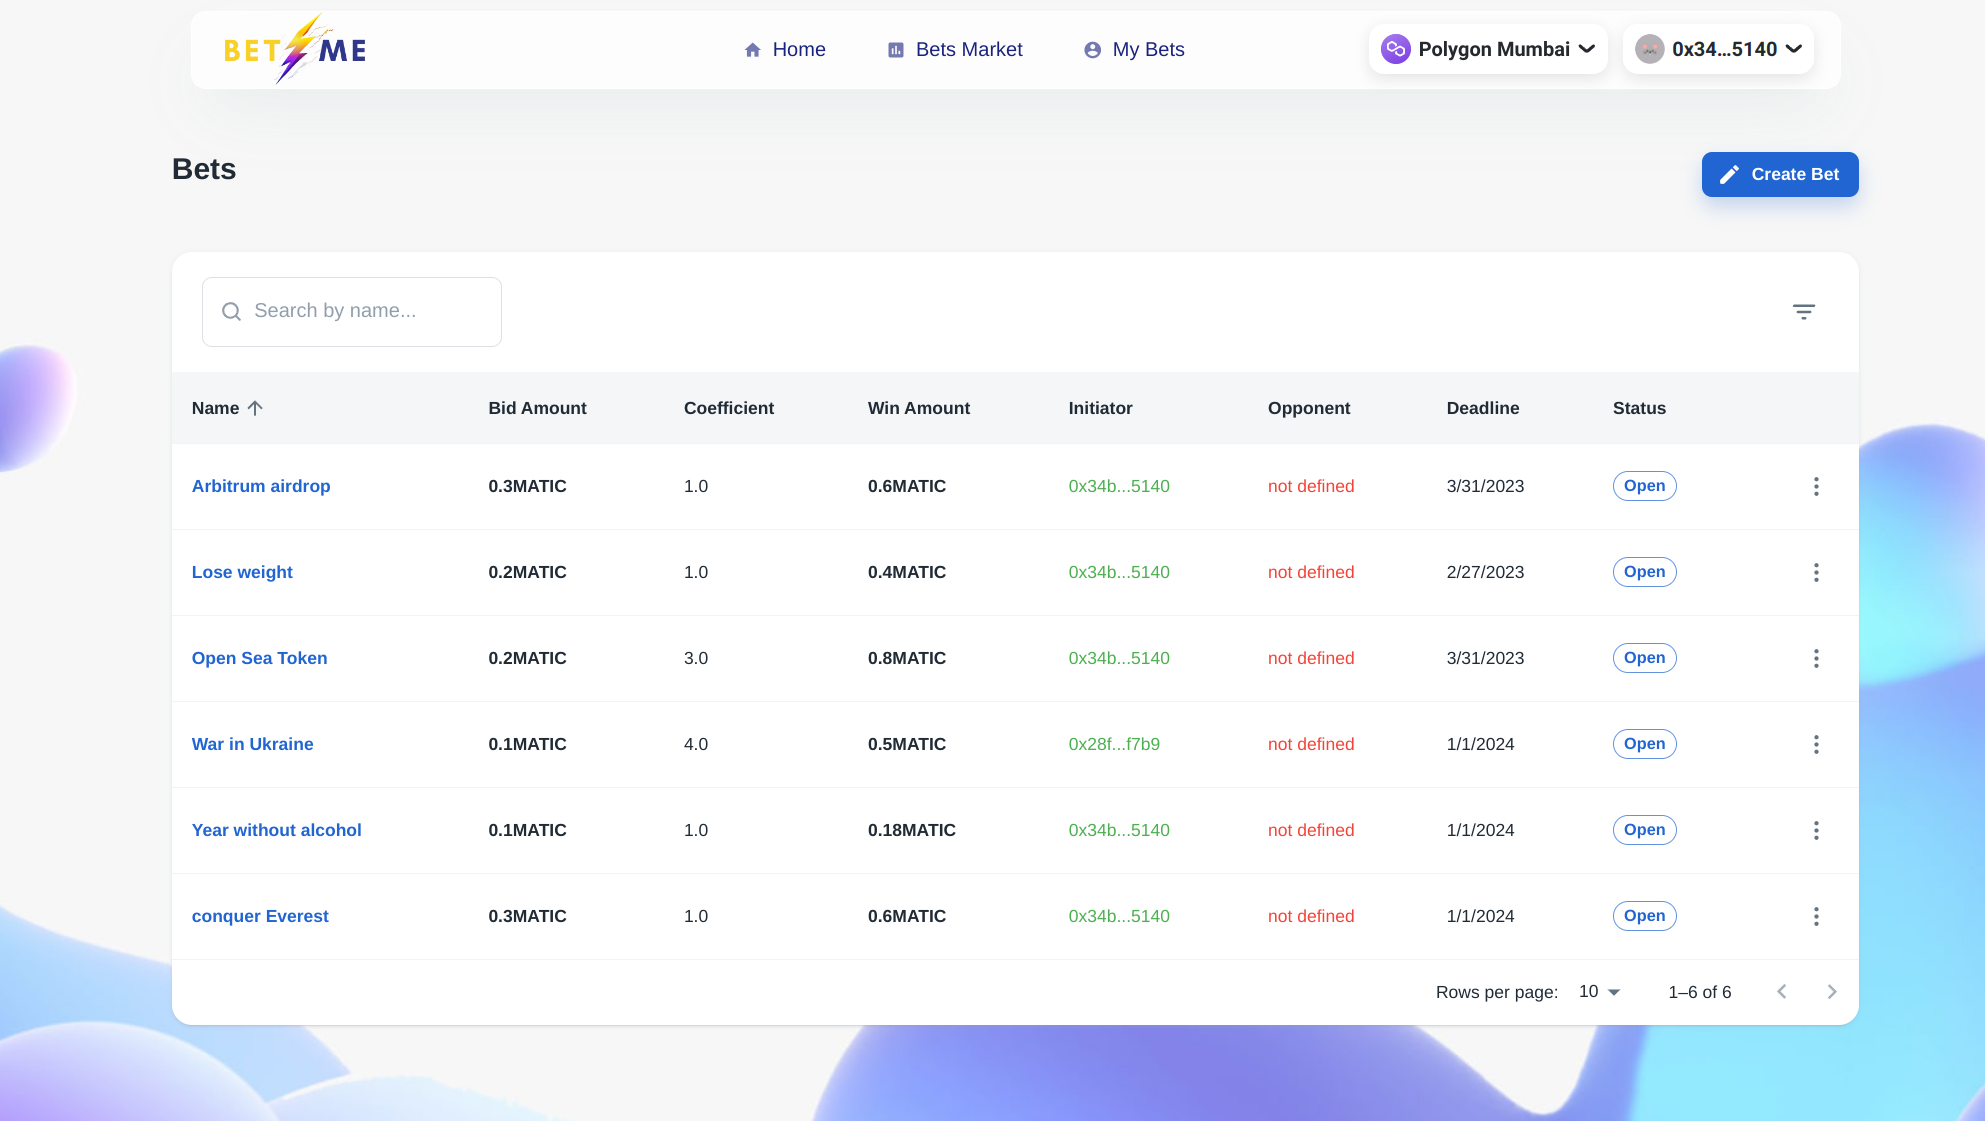 BET ME
Home
Bets Market
My Bets
Polygon Mumbai
0x34...5140
Bets
Create Bet
Search by name...
Name Bid Amount Coefficient Win Amount Initiator Opponent Deadline Status
Arbitrum airdrop 0.3MATIC 1.0 0.6MATIC 0x34b...5140 not defined 3/31/2023 Open
Lose weight 0.2MATIC 1.0 0.4MATIC 0x34b...5140 not defined 2/27/2023 Open
Open Sea Token 0.2MATIC 3.0 0.8MATIC 0x34b...5140 not defined 3/31/2023 Open
War in Ukraine 0.1MATIC 4.0 0.5MATIC 0x28f...f7b9 not defined 1/1/2024 Open
Year without alcohol 0.1MATIC 1.0 0.18MATIC 0x34b...5140 not defined 1/1/2024 Open
conquer Everest 0.3MATIC 1.0 0.6MATIC 0x34b...5140 not defined 1/1/2024 Open
Rows per page: 10 1–6 of 6